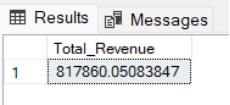 Results Messages
Total_Revenue
1 817860.05083847